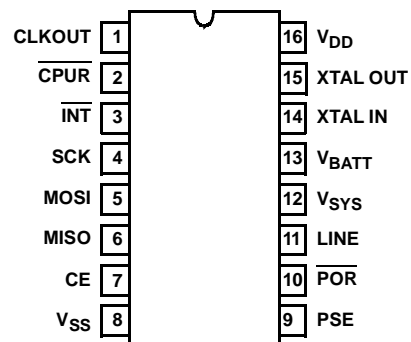 CLKOUT 1 16 VDD
CPUR 2 15 XTAL OUT
INT 3 14 XTAL IN
SCK 4 13 VBATT
MOSI 5 12 VSYS
MISO 6 11 LINE
CE 7 10 POR
VSS 8 9 PSE